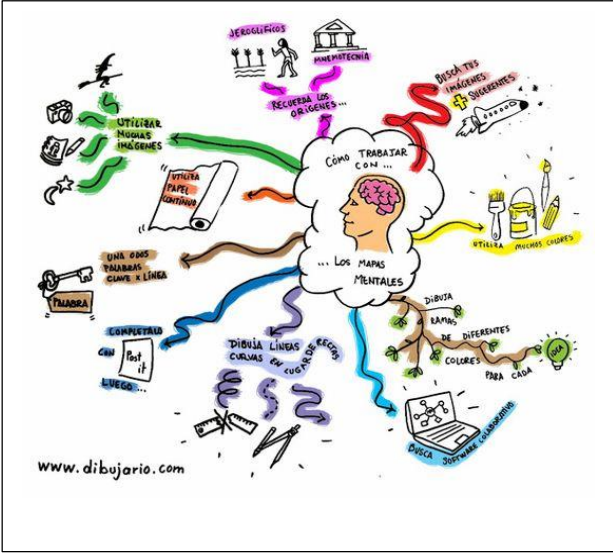 CÓMO TRABAJAR
CON ...
... LOS MAPAS
MENTALES
JEROGLÍFICOS
MNEMOTECNIA
RECUERDA LOS
ORÍGENES...
BUSCA TUS
IMÁGENES
+ SUGERENTES
UTILIZA MUCHOS COLORES
DIBUJA
RAMAS
DE DIFERENTES
COLORES
PARA CADA
IDEA
BUSCA SOFTWARE COLABORATIVO
DIBUJA LÍNEAS
CURVAS EN LUGAR DE RECTAS
COMPLETALO
CON Post it
LUEGO...
UNA O DOS
PALABRAS
CLAVE X LÍNEA
PALABRA
UTILIZA
PAPEL
CONTINUO
UTILIZAR
MUCHAS
IMÁGENES
www.dibujario.com